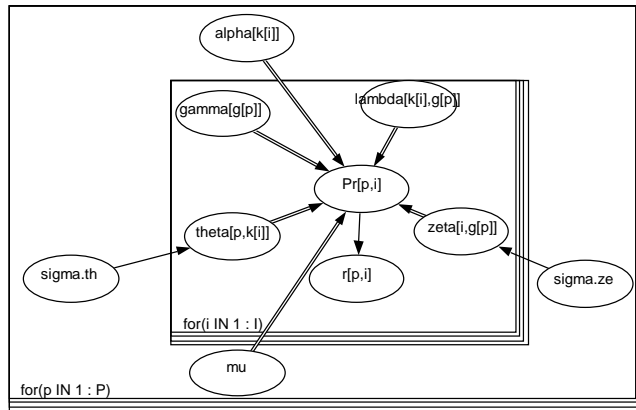 alpha[k[i]]
gamma[g[p]]
lambda[k[i],g[p]]
Pr[p,i]
theta[p,k[i]]
zeta[i,g[p]]
sigma.th
r[p,i]
sigma.ze
for(i IN 1 : I)
mu
for(p IN 1 : P)